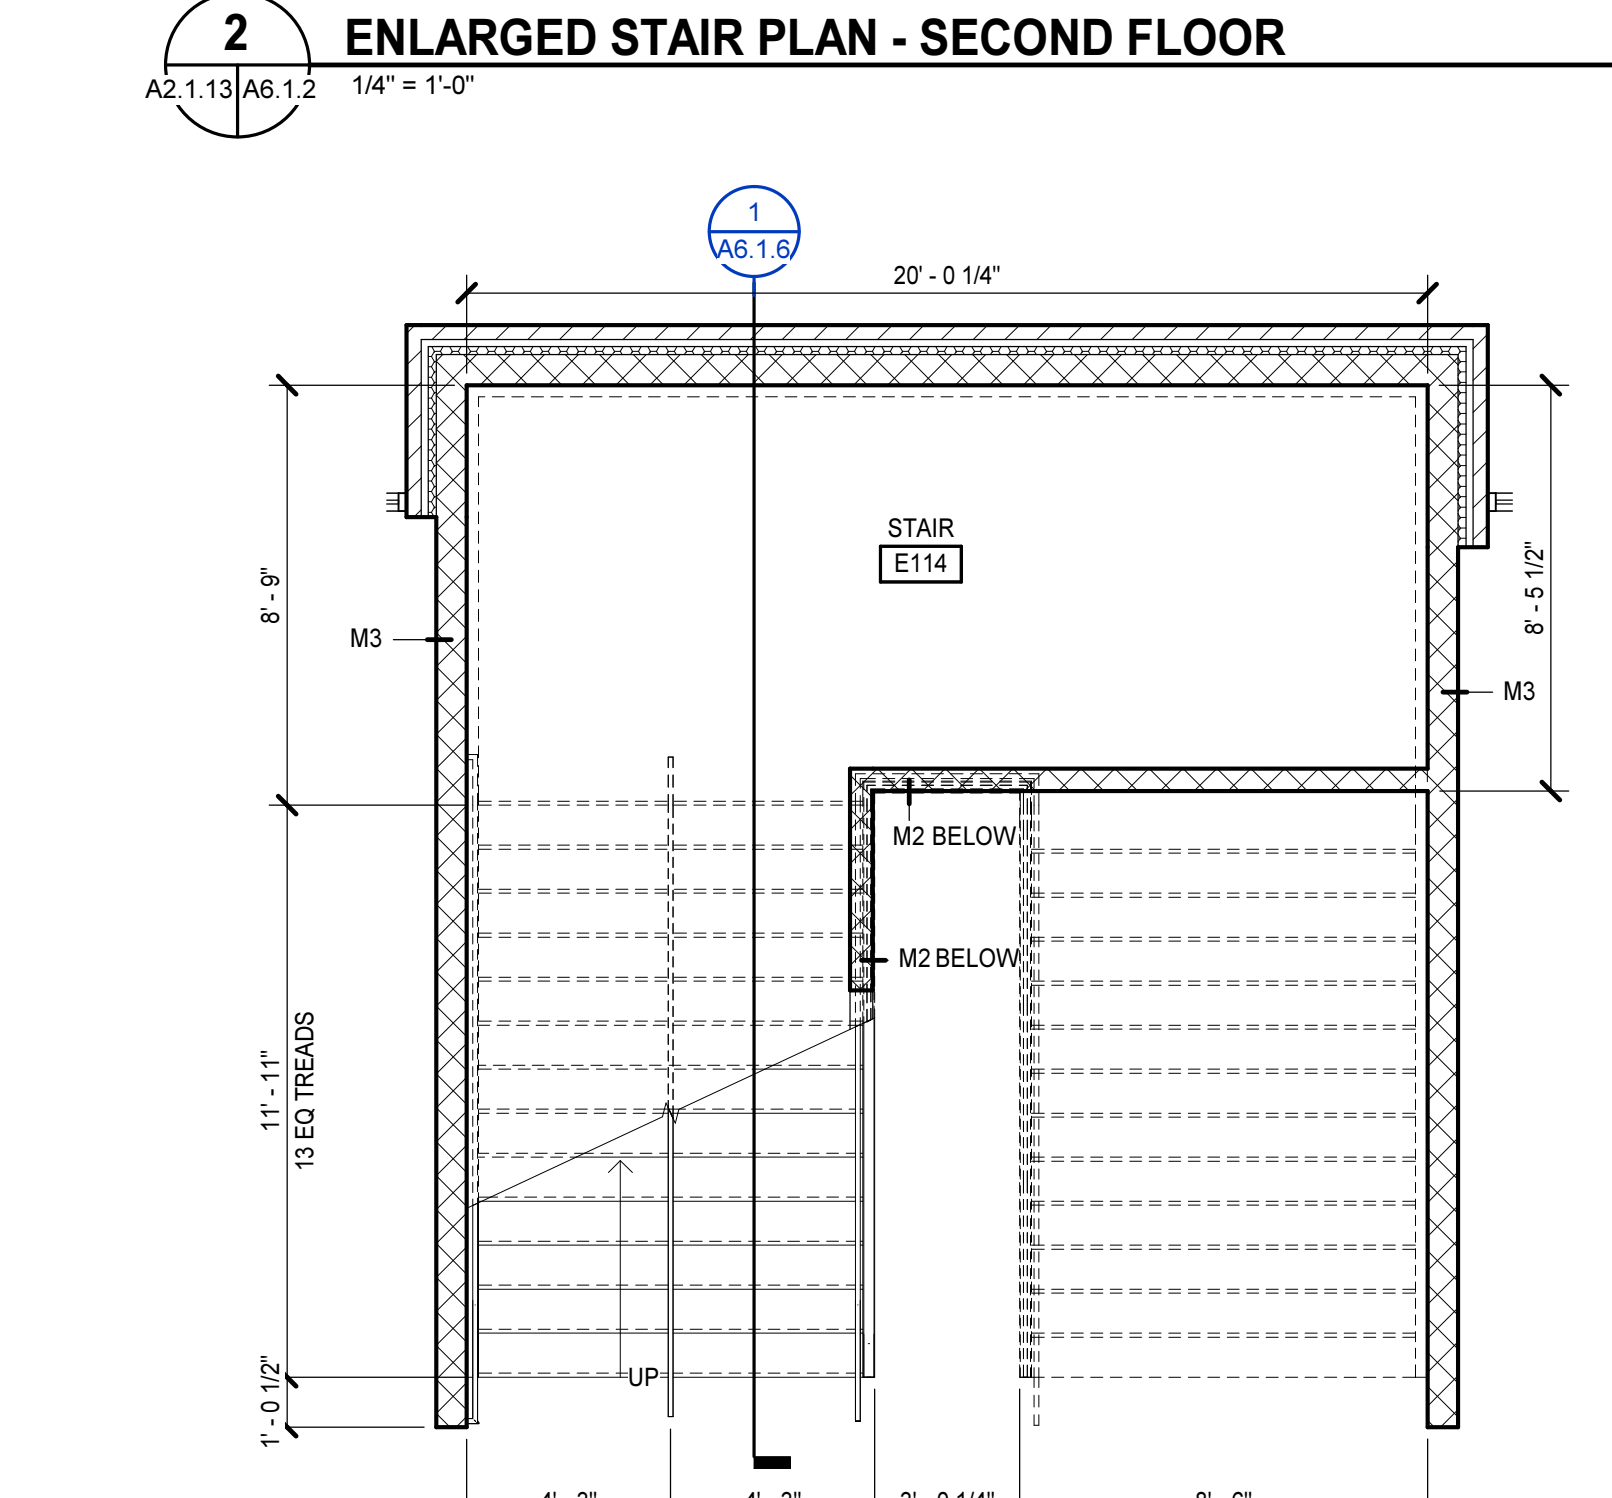 2
ENLARGED STAIR PLAN - SECOND FLOOR
A2.1.13 A6.1.2
1/4" = 1'-0"
1
A6.1.6
20' - 0 1/4"
STAIR
E114
8' - 9"
8' - 5 1/2"
M3
M3
M2 BELOW
M2 BELOW
11' - 11"
13 EQ TREADS
UP
1' - 0 1/2"
8' - 6"